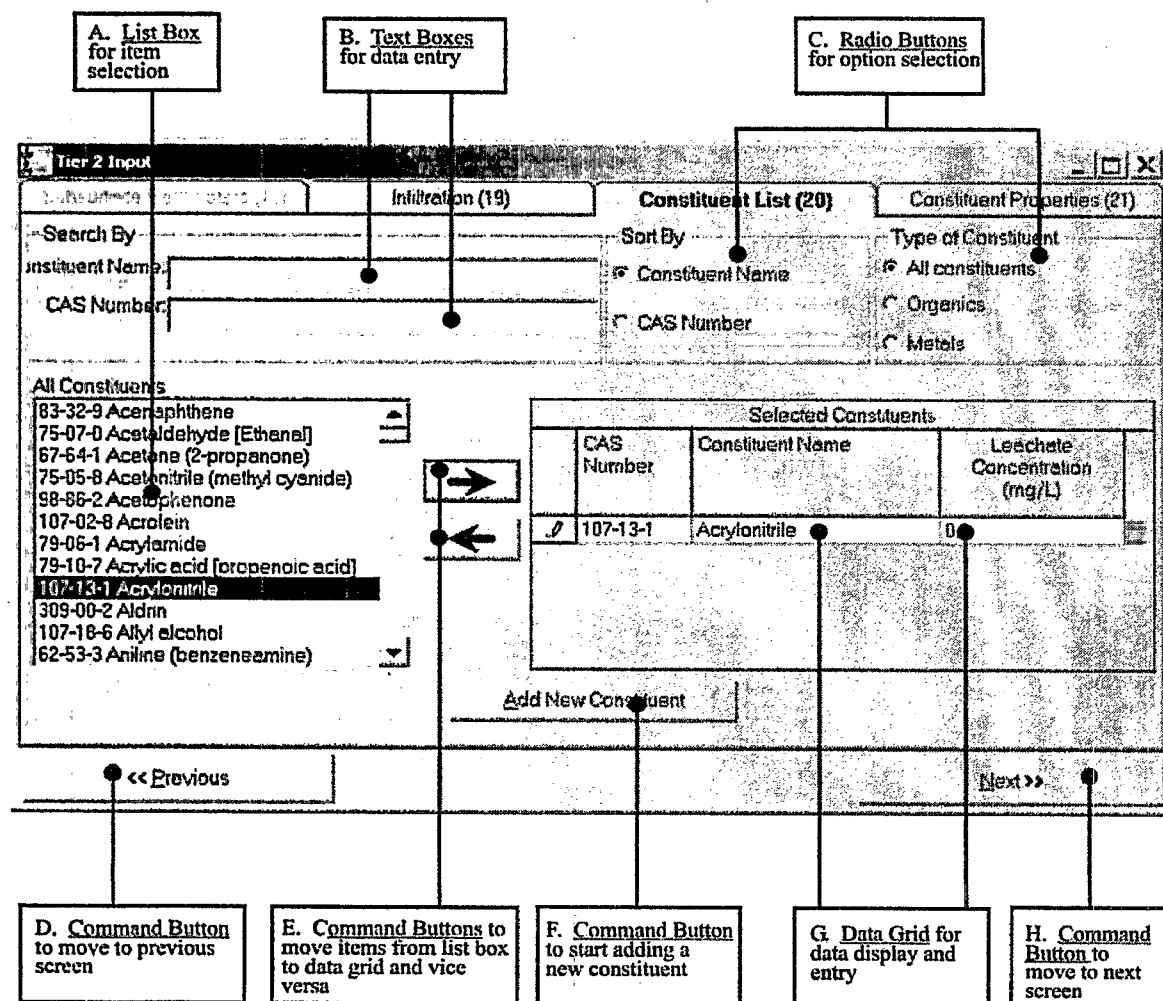 A. List Box
for item
selection
B. Text Boxes
for data entry
C. Radio Buttons
for option selection
Tier 2 Input
Infiltration (19)
Constituent List (20)
Constituent Properties (21)
Search By
onstituent Name:
CAS Number:
Sort By
Constituent Name
CAS Number
Type of Constituent
All constituents
Organics
Metals
All Constituents
83-32-9 Acenaphthene
75-07-0 Acetaldehyde [Ethanal]
67-64-1 Acetone (2-propanone)
75-05-8 Acetonitrile (methyl cyanide)
98-86-2 Acetophenone
107-02-8 Acrolein
79-06-1 Acrylamide
79-10-7 Acrylic acid [propenoic acid]
107-13-1 Acrylonitrile
309-00-2 Aldrin
107-18-6 Allyl alcohol
62-53-3 Aniline (benzeneamine)
Selected Constituents
CAS
Number
Constituent Name
Leachate
Concentration
(mg/L)
107-13-1 Acrylonitrile 0
Add New Constituent
<< Previous
Next >>
D. Command Button
to move to previous
screen
E. Command Buttons to
move items from list box
to data grid and vice
versa
F. Command Button
to start adding a
new constituent
G. Data Grid for
data display and
entry
H. Command
Button to
move to next
screen